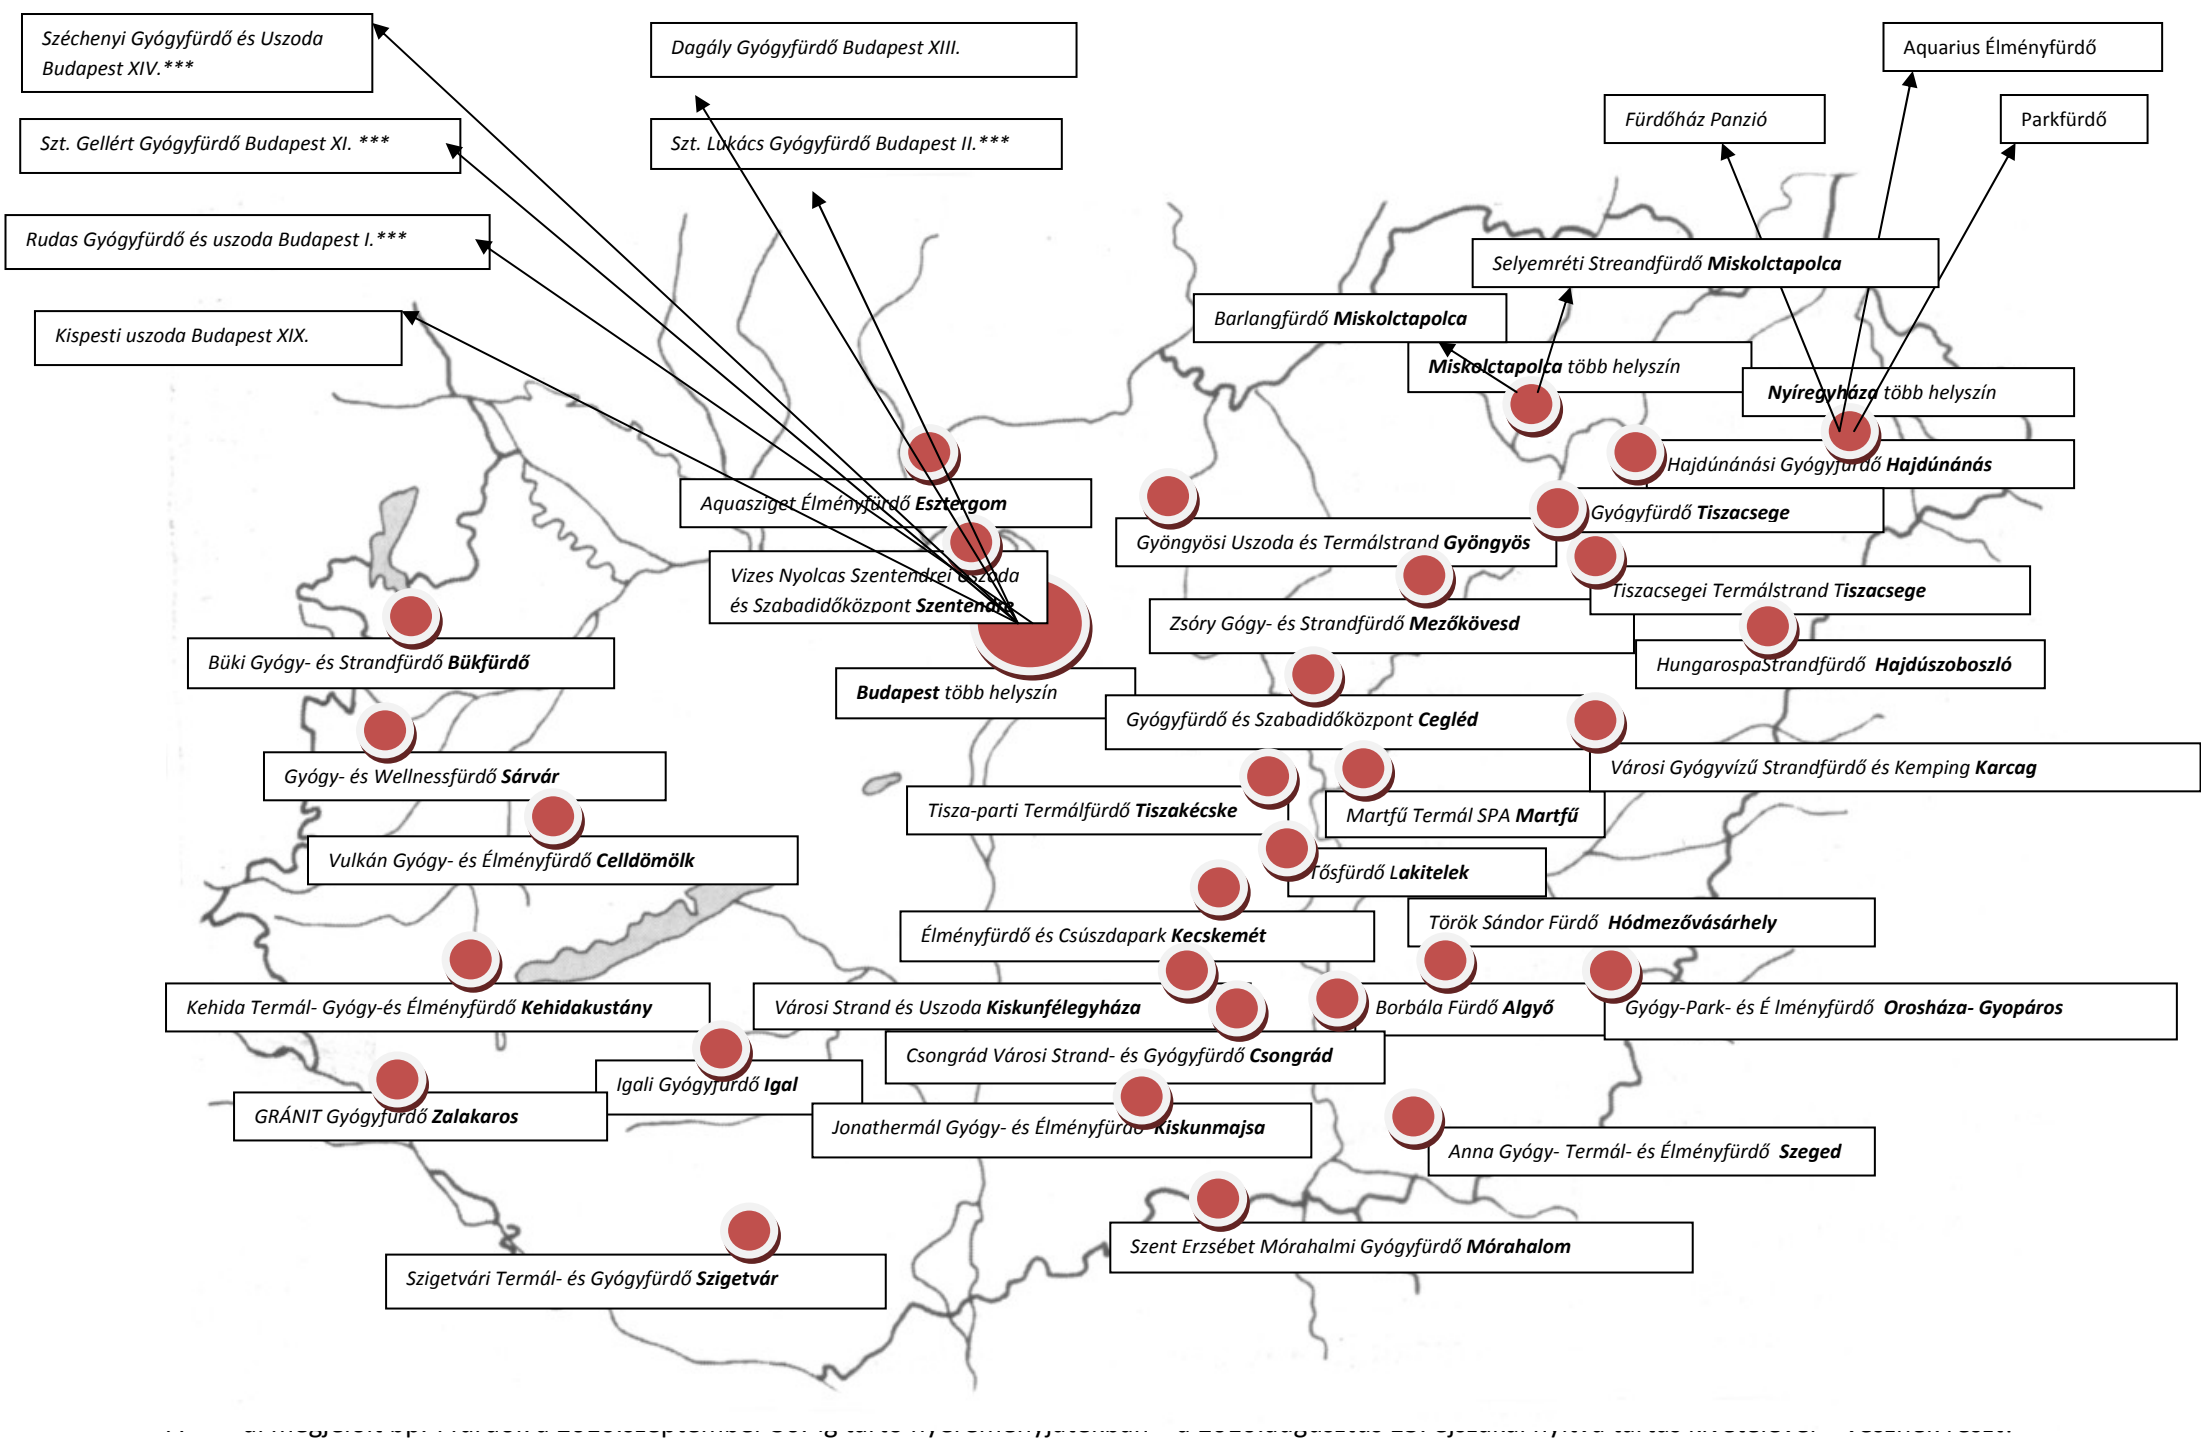 Széchenyi Gyógyfürdő és Uszoda
Budapest XIV.***
Dagály Gyógyfürdő Budapest XIII.
Aquarius Élményfürdő
Fürdőház Panzió
Parkfürdő
Szt. Gellért Gyógyfürdő Budapest XI. ***
Szt. Lukács Gyógyfürdő Budapest II.***
Rudas Gyógyfürdő és uszoda Budapest I.***
Selyemréti Streandfürdő Miskolctapolca
Barlangfürdő Miskolctapolca
Kispesti uszoda Budapest XIX.
Miskolctapolca több helyszín
Nyíregyháza több helyszín
Hajdúnánási Gyógyfürdő Hajdúnánás
Aquasziget Élményfürdő Esztergom
Gyógyfürdő Tiszacsege
Gyöngyösi Uszoda és Termálstrand Gyöngyös
Vizes Nyolcas Szentendrei Uszoda
és Szabadidőközpont Szentendre
Tiszacsegei Termálstrand Tiszacsege
Zsóry Gógy- és Strandfürdő Mezőkövesd
Büki Gyógy- és Strandfürdő Bükfürdő
HungarospaStrandfürdő Hajdúszoboszló
Budapest több helyszín
Gyógyfürdő és Szabadidőközpont Cegléd
Gyógy- és Wellnessfürdő Sárvár
Városi Gyógyvízű Strandfürdő és Kemping Karcag
Tisza-parti Termálfürdő Tiszakécske
Martfű Termál SPA Martfű
Vulkán Gyógy- és Élményfürdő Celldömölk
Tősfürdő Lakitelek
Élményfürdő és Csúszdapark Kecskemét
Török Sándor Fürdő Hódmezővásárhely
Kehida Termál- Gyógy-és Élményfürdő Kehidakustány
Városi Strand és Uszoda Kiskunfélegyháza
Borbála Fürdő Algyő
Gyógy-Park- és É lményfürdő Orosháza- Gyopáros
Csongrád Városi Strand- és Gyógyfürdő Csongrád
Igali Gyógyfürdő Igal
GRÁNIT Gyógyfürdő Zalakaros
Jonathermál Gyógy- és Élményfürdő Kiskunmajsa
Anna Gyógy- Termál- és Élményfürdő Szeged
Szent Erzsébet Mórahalmi Gyógyfürdő Mórahalom
Szigetvári Termál- és Gyógyfürdő Szigetvár